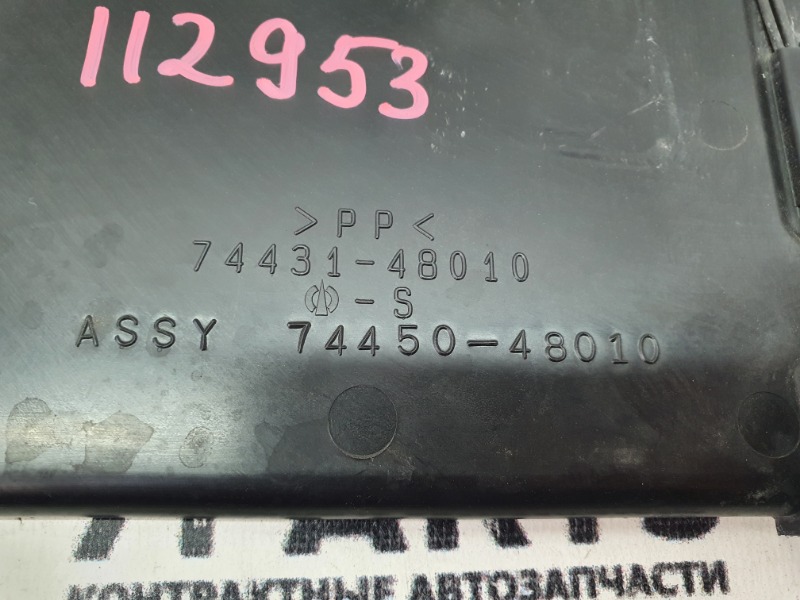 112953
>PP<
74431-48010
-S
ASSY 74450-48010
КОНТРАКТНЫЕ АВТОЗАПЧАСТИ